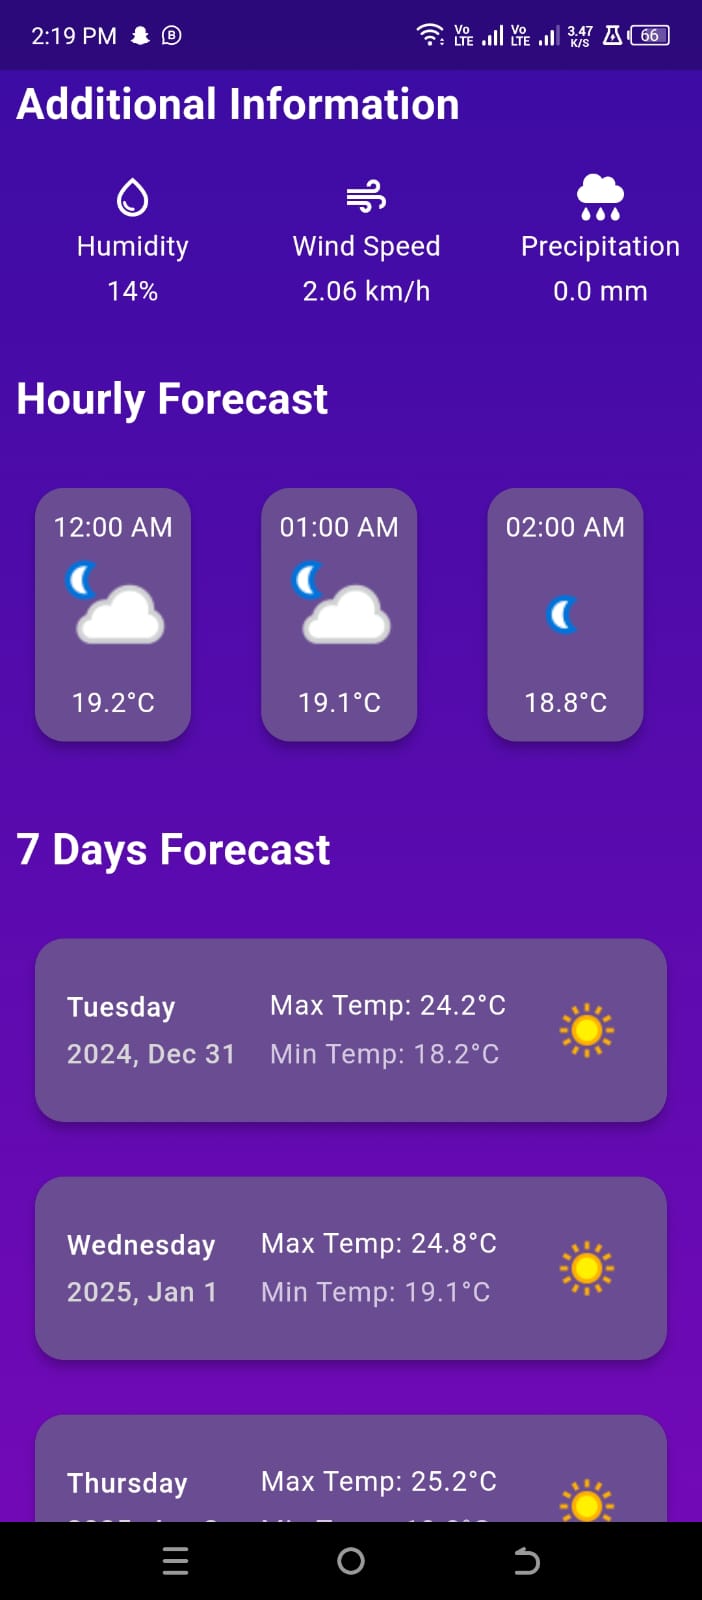 2:19 PM B Vo LTE Vo LTE 3.47 K/S 66
Additional Information
Humidity Wind Speed Precipitation
14% 2.06 km/h 0.0 mm
Hourly Forecast
12:00 AM 01:00 AM 02:00 AM
19.2°C 19.1°C 18.8°C
7 Days Forecast
Tuesday Max Temp: 24.2°C
2024, Dec 31 Min Temp: 18.2°C
Wednesday Max Temp: 24.8°C
2025, Jan 1 Min Temp: 19.1°C
Thursday Max Temp: 25.2°C